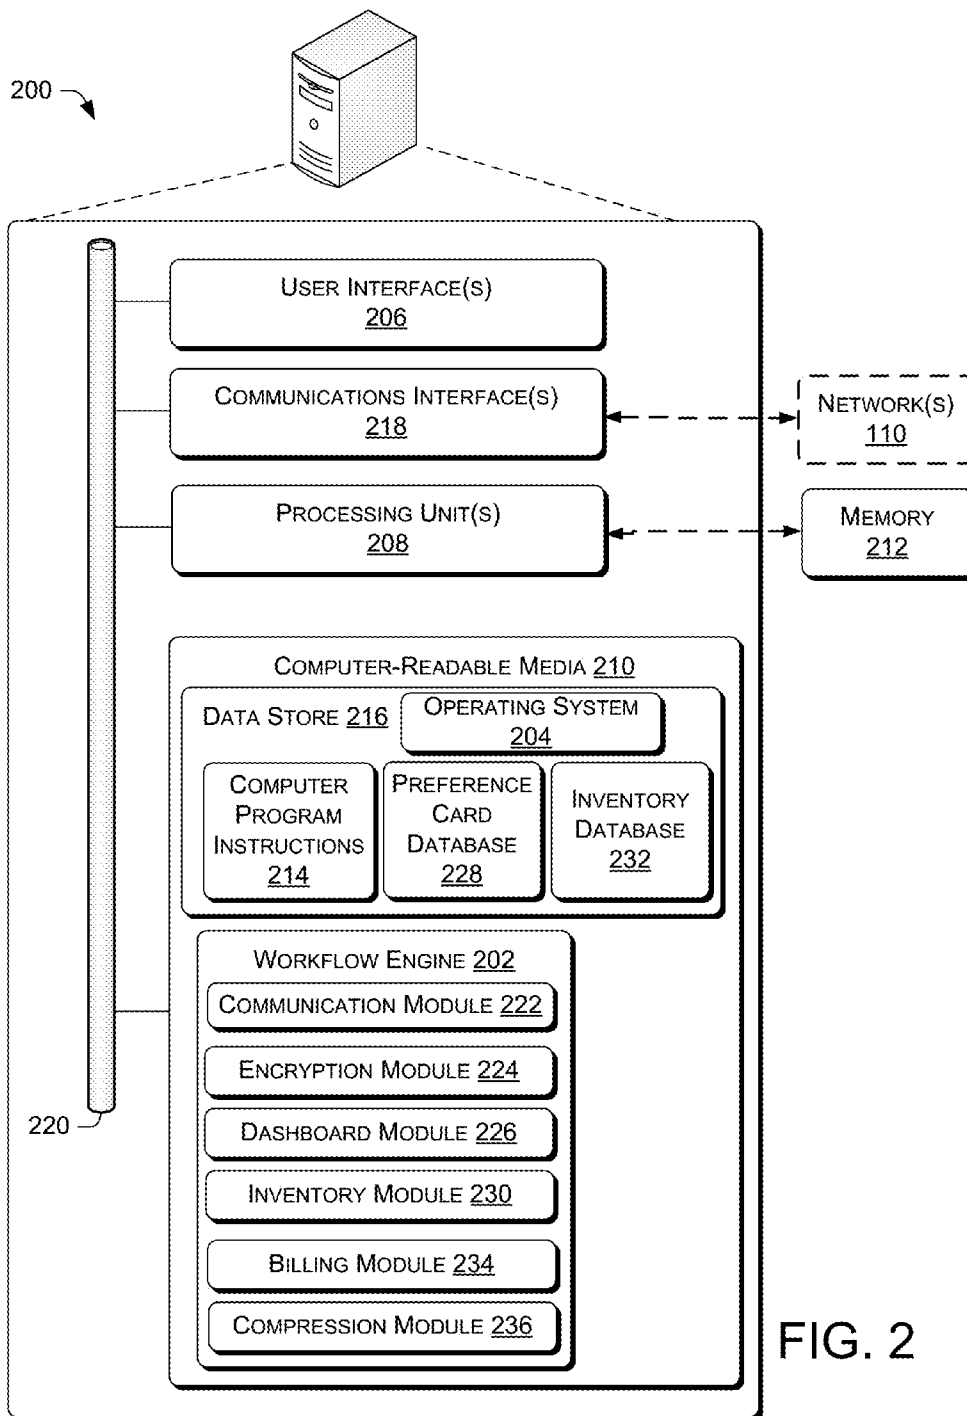 200
USER INTERFACE(S)
206
COMMUNICATIONS INTERFACE(S)
218
NETWORK(S)
110
PROCESSING UNIT(S)
208
MEMORY
212
COMPUTER-READABLE MEDIA 210
DATA STORE 216
OPERATING SYSTEM
204
COMPUTER
PROGRAM
INSTRUCTIONS
214
PREFERENCE
CARD
DATABASE
228
INVENTORY
DATABASE
232
WORKFLOW ENGINE 202
COMMUNICATION MODULE 222
ENCRYPTION MODULE 224
220
DASHBOARD MODULE 226
INVENTORY MODULE 230
BILLING MODULE 234
COMPRESSION MODULE 236
FIG. 2